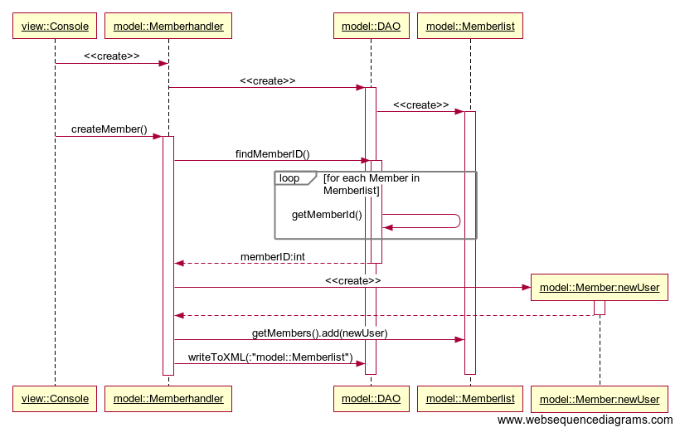 view::Console
model::Memberhandler
model::DAO
model::Memberlist
<<create>>
<<create>>
<<create>>
createMember()
findMemberID()
loop
[for each Member in
Memberlist]
getMemberId()
memberID:int
<<create>>
model::Member:newUser
getMembers().add(newUser)
writeToXML(:"model::Memberlist")
view::Console
model::Memberhandler
model::DAO
model::Memberlist
model::Member:newUser
www.websequencediagrams.com